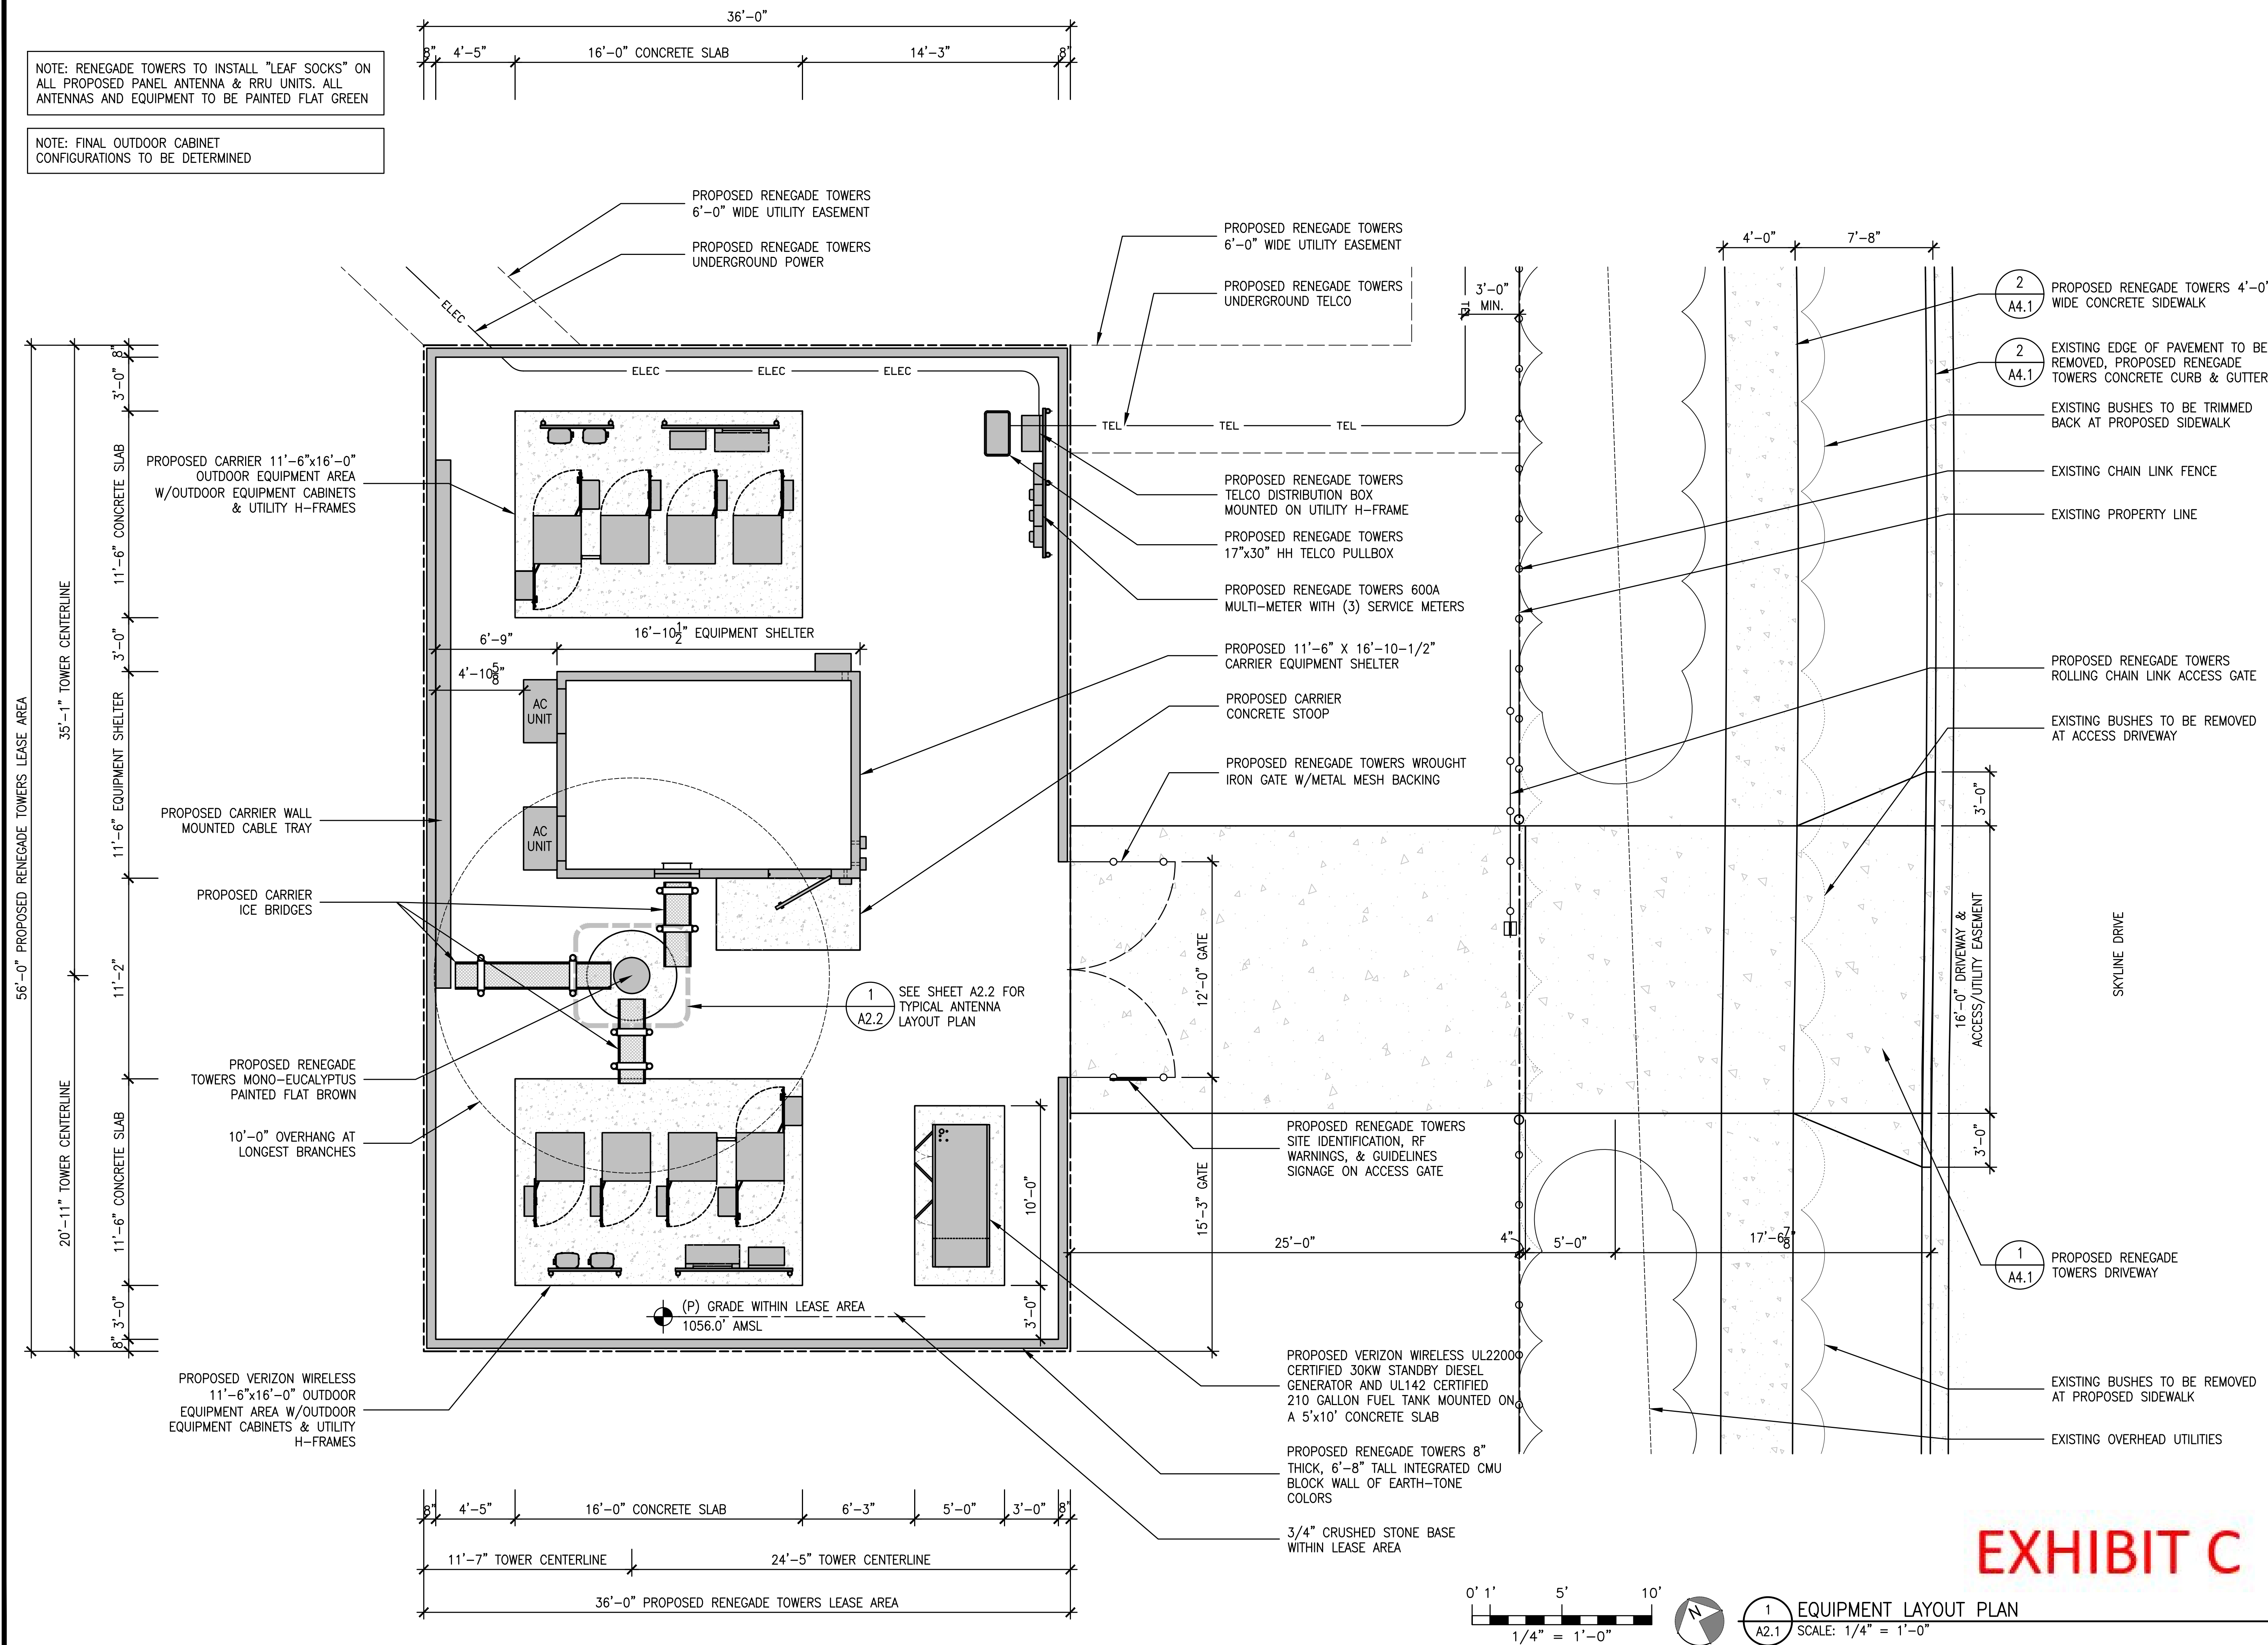 36'-0"
8"
4'-5"
16'-0" CONCRETE SLAB
14'-3"
8"
NOTE: RENEGADE TOWERS TO INSTALL "LEAF SOCKS" ON
ALL PROPOSED PANEL ANTENNA & RRU UNITS. ALL
ANTENNAS AND EQUIPMENT TO BE PAINTED FLAT GREEN
NOTE: FINAL OUTDOOR CABINET
CONFIGURATIONS TO BE DETERMINED
PROPOSED RENEGADE TOWERS
6'-0" WIDE UTILITY EASEMENT
PROPOSED RENEGADE TOWERS
UNDERGROUND POWER
PROPOSED RENEGADE TOWERS
6'-0" WIDE UTILITY EASEMENT
PROPOSED RENEGADE TOWERS
UNDERGROUND TELCO
3'-0"
MIN.
TEL
4'-0"
7'-8"
2
A4.1
PROPOSED RENEGADE TOWERS 4'-0"
WIDE CONCRETE SIDEWALK
2
A4.1
EXISTING EDGE OF PAVEMENT TO BE
REMOVED, PROPOSED RENEGADE
TOWERS CONCRETE CURB & GUTTER
EXISTING BUSHES TO BE TRIMMED
BACK AT PROPOSED SIDEWALK
EXISTING CHAIN LINK FENCE
EXISTING PROPERTY LINE
PROPOSED RENEGADE TOWERS
ROLLING CHAIN LINK ACCESS GATE
EXISTING BUSHES TO BE REMOVED
AT ACCESS DRIVEWAY
ELEC
ELEC
ELEC
ELEC
TEL
TEL
TEL
56'-0" PROPOSED RENEGADE TOWERS LEASE AREA
35'-1" TOWER CENTERLINE
20'-11" TOWER CENTERLINE
8"
3'-0"
11'-6" CONCRETE SLAB
3'-0"
11'-6" EQUIPMENT SHELTER
11'-2"
11'-6" CONCRETE SLAB
3'-0"
8"
PROPOSED CARRIER 11'-6"x16'-0"
OUTDOOR EQUIPMENT AREA
W/OUTDOOR EQUIPMENT CABINETS
& UTILITY H-FRAMES
PROPOSED RENEGADE TOWERS
TELCO DISTRIBUTION BOX
MOUNTED ON UTILITY H-FRAME
PROPOSED RENEGADE TOWERS
17"x30" HH TELCO PULLBOX
PROPOSED RENEGADE TOWERS 600A
MULTI-METER WITH (3) SERVICE METERS
PROPOSED 11'-6" X 16'-10-1/2"
CARRIER EQUIPMENT SHELTER
PROPOSED CARRIER
CONCRETE STOOP
PROPOSED RENEGADE TOWERS WROUGHT
IRON GATE W/METAL MESH BACKING
6'-9"
16'-10 1/2" EQUIPMENT SHELTER
4'-10 5/8"
AC
UNIT
AC
UNIT
PROPOSED CARRIER WALL
MOUNTED CABLE TRAY
PROPOSED CARRIER
ICE BRIDGES
1
A2.2
SEE SHEET A2.2 FOR
TYPICAL ANTENNA
LAYOUT PLAN
PROPOSED RENEGADE
TOWERS MONO-EUCALYPTUS
PAINTED FLAT BROWN
10'-0" OVERHANG AT
LONGEST BRANCHES
12'-0" GATE
15'-3" GATE
10'-0"
3'-0"
3'-0"
16'-0" DRIVEWAY &
ACCESS/UTILITY EASEMENT
3'-0"
SKYLINE DRIVE
PROPOSED RENEGADE TOWERS
SITE IDENTIFICATION, RF
WARNINGS, & GUIDELINES
SIGNAGE ON ACCESS GATE
25'-0"
4"
5'-0"
17'-6 7/8"
1
A4.1
PROPOSED RENEGADE
TOWERS DRIVEWAY
(P) GRADE WITHIN LEASE AREA
1056.0' AMSL
PROPOSED VERIZON WIRELESS
11'-6"x16'-0" OUTDOOR
EQUIPMENT AREA W/OUTDOOR
EQUIPMENT CABINETS & UTILITY
H-FRAMES
PROPOSED VERIZON WIRELESS UL2200
CERTIFIED 30KW STANDBY DIESEL
GENERATOR AND UL142 CERTIFIED
210 GALLON FUEL TANK MOUNTED ON
A 5'x10' CONCRETE SLAB
PROPOSED RENEGADE TOWERS 8"
THICK, 6'-8" TALL INTEGRATED CMU
BLOCK WALL OF EARTH-TONE
COLORS
3/4" CRUSHED STONE BASE
WITHIN LEASE AREA
EXISTING BUSHES TO BE REMOVED
AT PROPOSED SIDEWALK
EXISTING OVERHEAD UTILITIES
8"
4'-5"
16'-0" CONCRETE SLAB
6'-3"
5'-0"
3'-0"
8"
11'-7" TOWER CENTERLINE
24'-5" TOWER CENTERLINE
36'-0" PROPOSED RENEGADE TOWERS LEASE AREA
EXHIBIT C
0' 1' 5' 10'
1/4" = 1'-0"
N
1
A2.1
EQUIPMENT LAYOUT PLAN
SCALE: 1/4" = 1'-0"